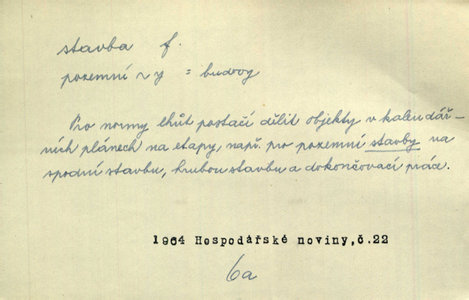 stavba f.
pozemní ~y = budovy
Pro normy lhůt postačí dělit objekty v kalendář-
ních plánech na etapy, např. pro pozemní stavby na
spodní stavbu, hrubou stavbu a dokončovací práce.
1964 Hospodářské noviny, č.22
6a